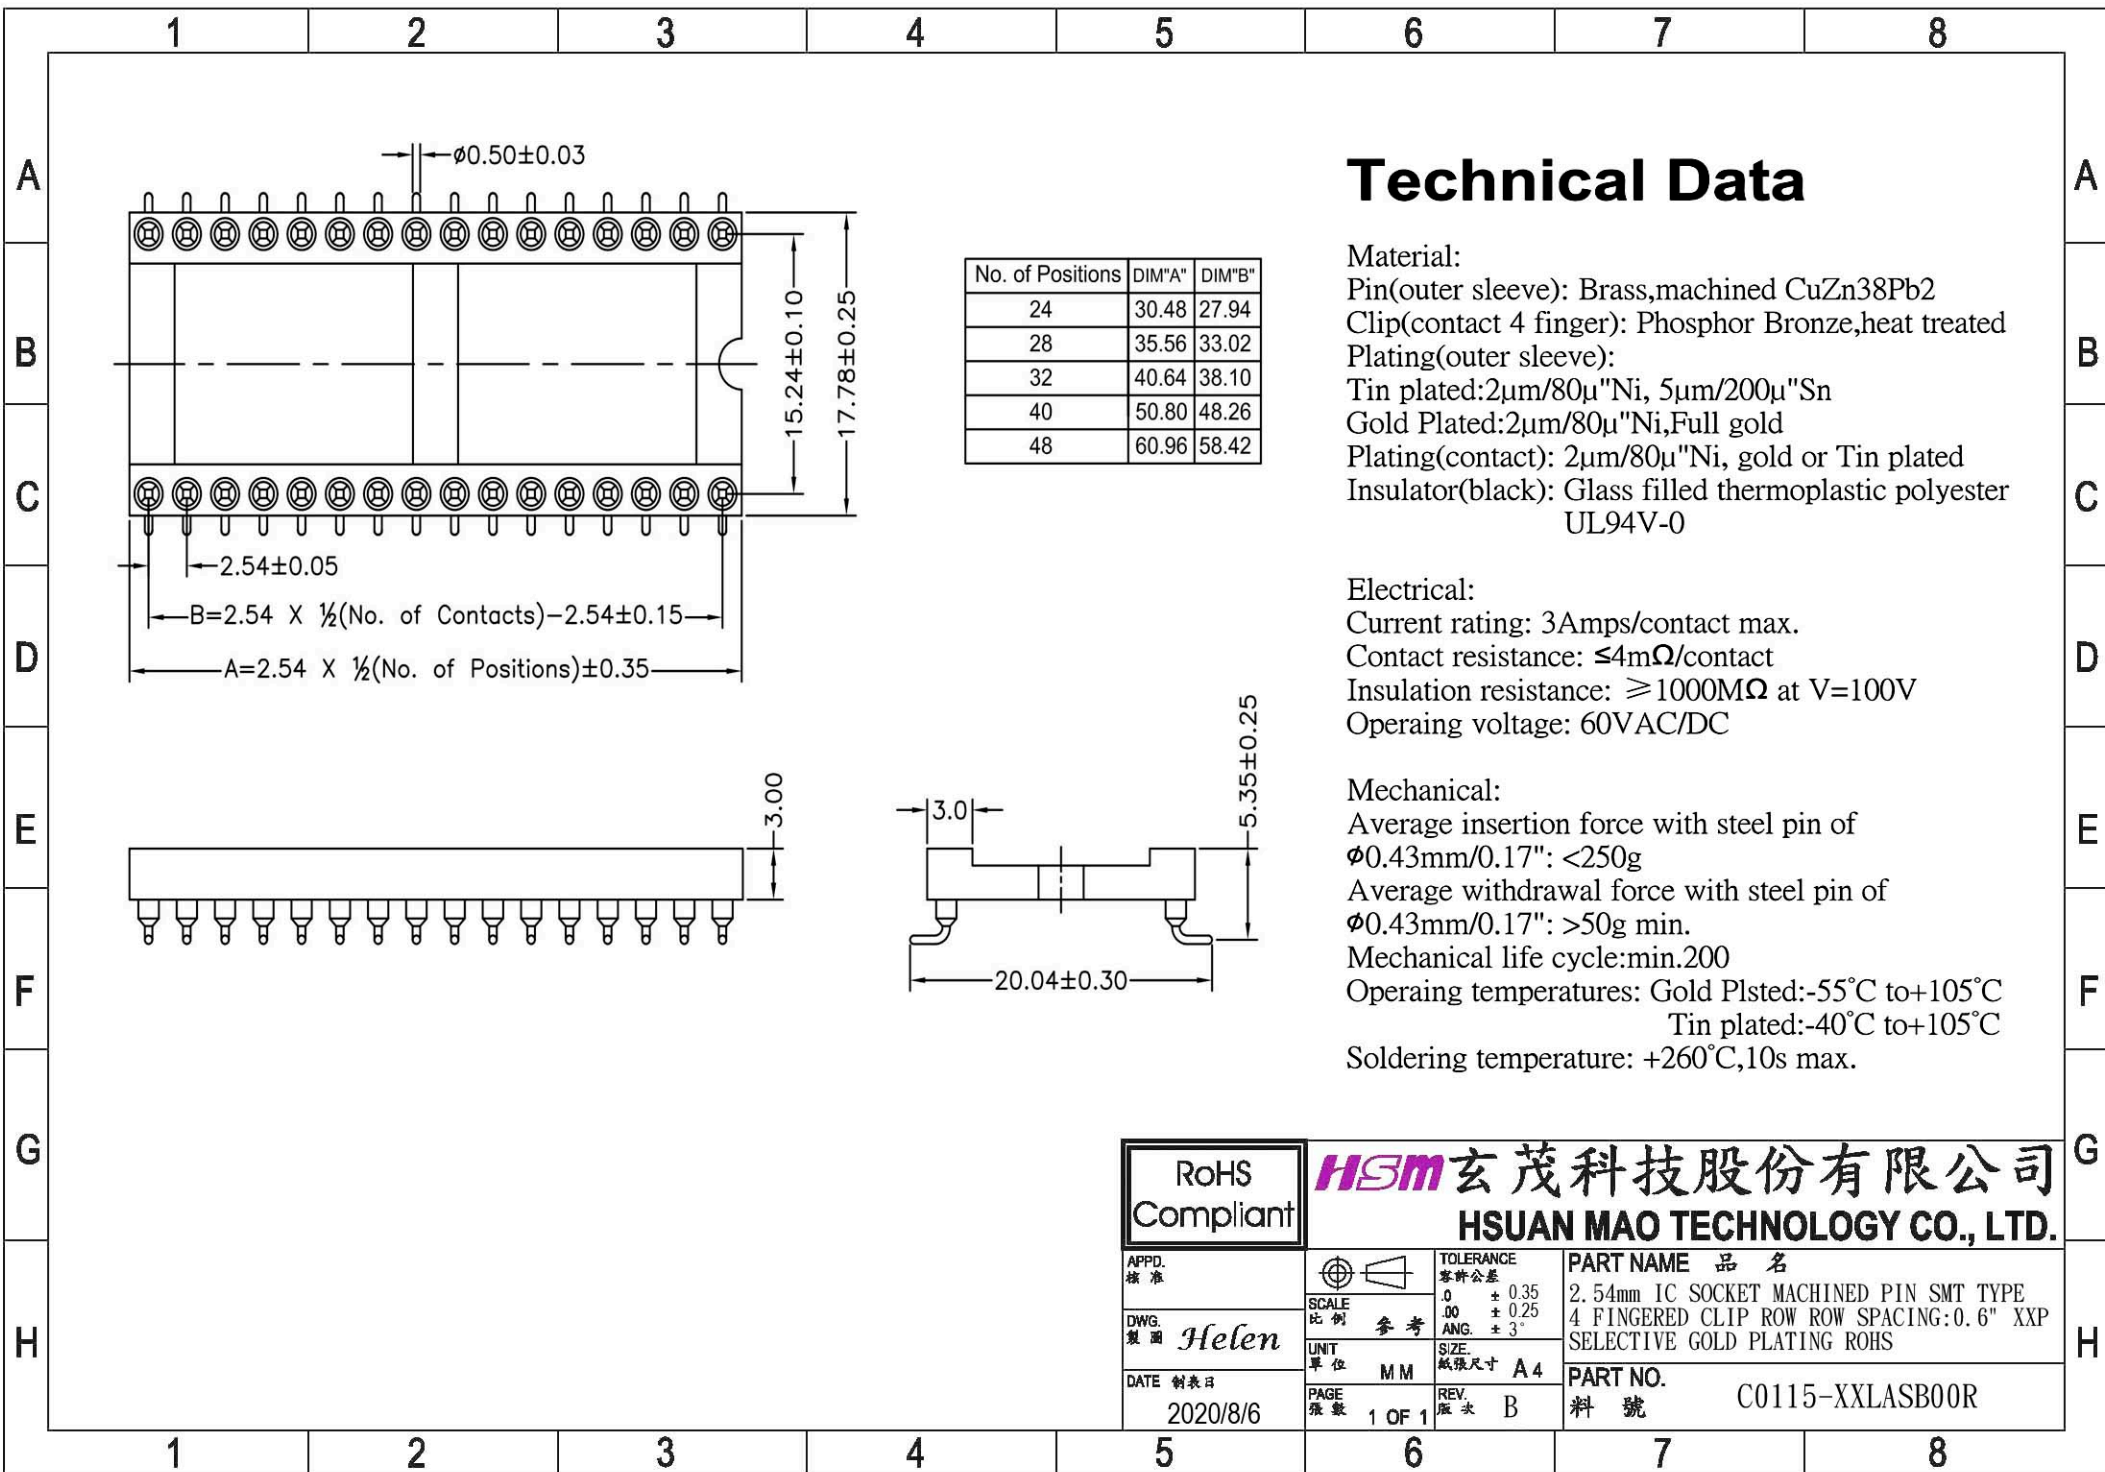 1 2 3 4 5 6 7 8
A
B
C
D
E
F
G
H
A
B
C
D
E
F
G
H
ø0.50±0.03
15.24±0.10
17.78±0.25
2.54±0.05
B=2.54 X ½(No. of Contacts)-2.54±0.15
A=2.54 X ½(No. of Positions)±0.35
3.00
3.0
5.35±0.25
20.04±0.30
No. of Positions DIM"A" DIM"B"
24 30.48 27.94
28 35.56 33.02
32 40.64 38.10
40 50.80 48.26
48 60.96 58.42
Technical Data
Material:
Pin(outer sleeve): Brass,machined CuZn38Pb2
Clip(contact 4 finger): Phosphor Bronze,heat treated
Plating(outer sleeve):
Tin plated:2µm/80µ"Ni, 5µm/200µ"Sn
Gold Plated:2µm/80µ"Ni,Full gold
Plating(contact): 2µm/80µ"Ni, gold or Tin plated
Insulator(black): Glass filled thermoplastic polyester
UL94V-0
Electrical:
Current rating: 3Amps/contact max.
Contact resistance: ≤4mΩ/contact
Insulation resistance: ≥1000MΩ at V=100V
Operaing voltage: 60VAC/DC
Mechanical:
Average insertion force with steel pin of
Φ0.43mm/0.17": <250g
Average withdrawal force with steel pin of
Φ0.43mm/0.17": >50g min.
Mechanical life cycle:min.200
Operaing temperatures: Gold Plsted:-55°C to+105°C
Tin plated:-40°C to+105°C
Soldering temperature: +260°C,10s max.
RoHS
Compliant
HSM 玄茂科技股份有限公司
HSUAN MAO TECHNOLOGY CO., LTD.
APPD.
核准
DWG.
製圖 Helen
DATE 制表日
2020/8/6
SCALE
比例 參考
UNIT
單位 MM
PAGE
張數 1 OF 1
TOLERANCE
容許公差
.0 ± 0.35
.00 ± 0.25
ANG. ± 3°
SIZE.
紙張尺寸 A4
REV.
版次 B
PART NAME 品名
2.54mm IC SOCKET MACHINED PIN SMT TYPE
4 FINGERED CLIP ROW ROW SPACING:0.6" XXP
SELECTIVE GOLD PLATING ROHS
PART NO.
料號 C0115-XXLASB00R
1 2 3 4 5 6 7 8